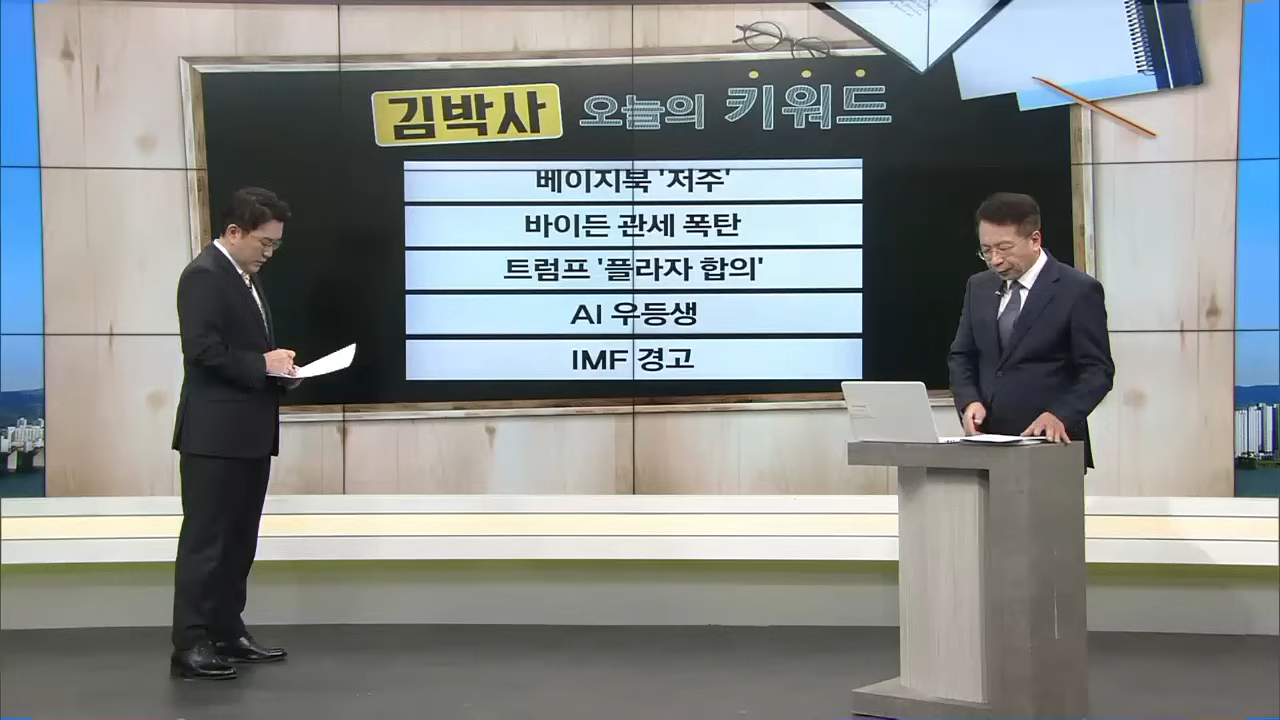 김박사 오늘의 키워드
베이지북 '저주'
바이든 관세 폭탄
트럼프 '플라자 합의'
AI 우등생
IMF 경고